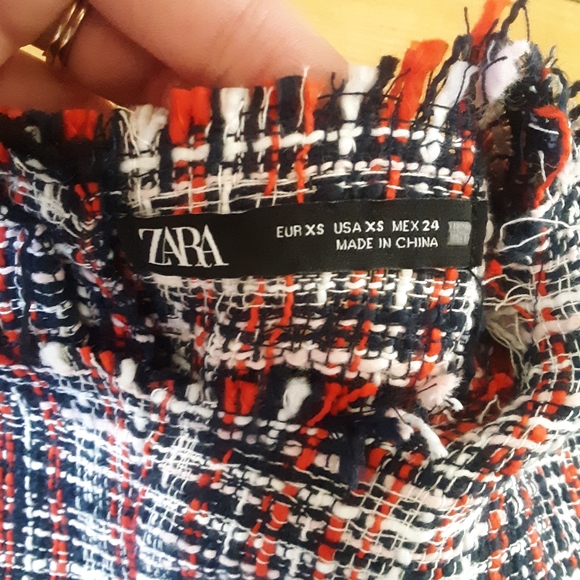 ZARA
EUR XS USA XS MEX 24
MADE IN CHINA